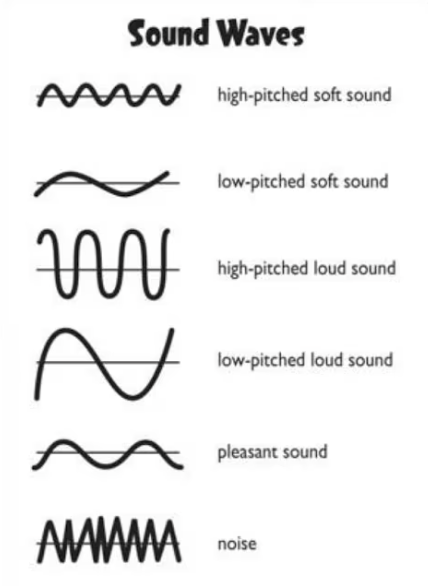 Sound Waves
high-pitched soft sound
low-pitched soft sound
high-pitched loud sound
low-pitched loud sound
pleasant sound
noise